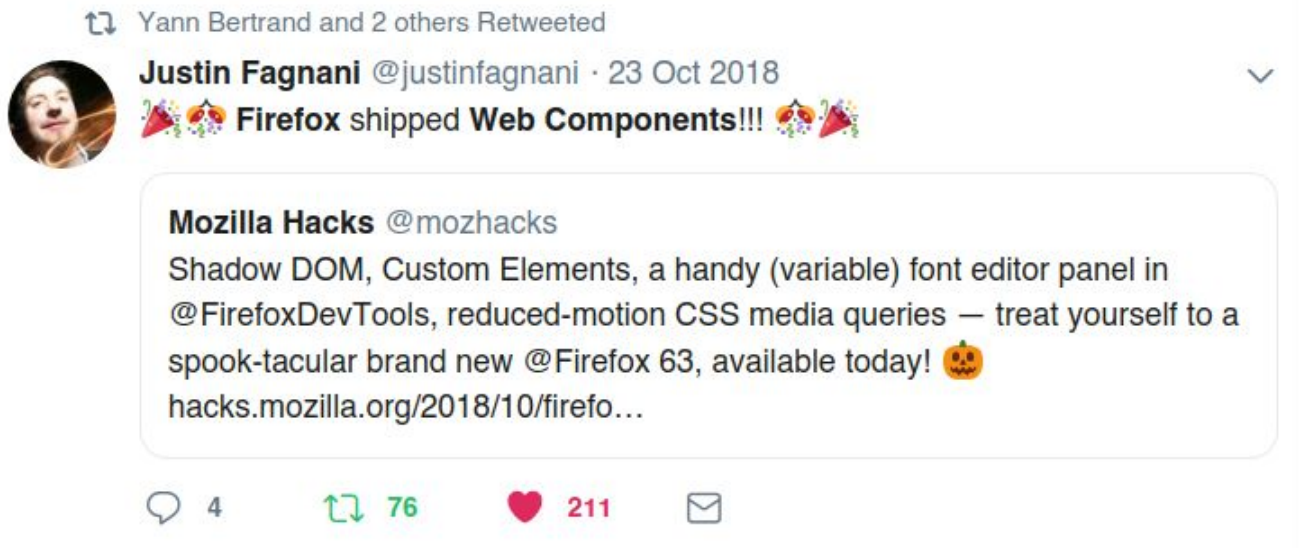 Yann Bertrand and 2 others Retweeted
Justin Fagnani @justinfagnani · 23 Oct 2018
🎉🎊 Firefox shipped Web Components!!! 🎊🎉
Mozilla Hacks @mozhacks
Shadow DOM, Custom Elements, a handy (variable) font editor panel in
@FirefoxDevTools, reduced-motion CSS media queries — treat yourself to a
spook-tacular brand new @Firefox 63, available today! 🎃
hacks.mozilla.org/2018/10/firefo…
4 76 211